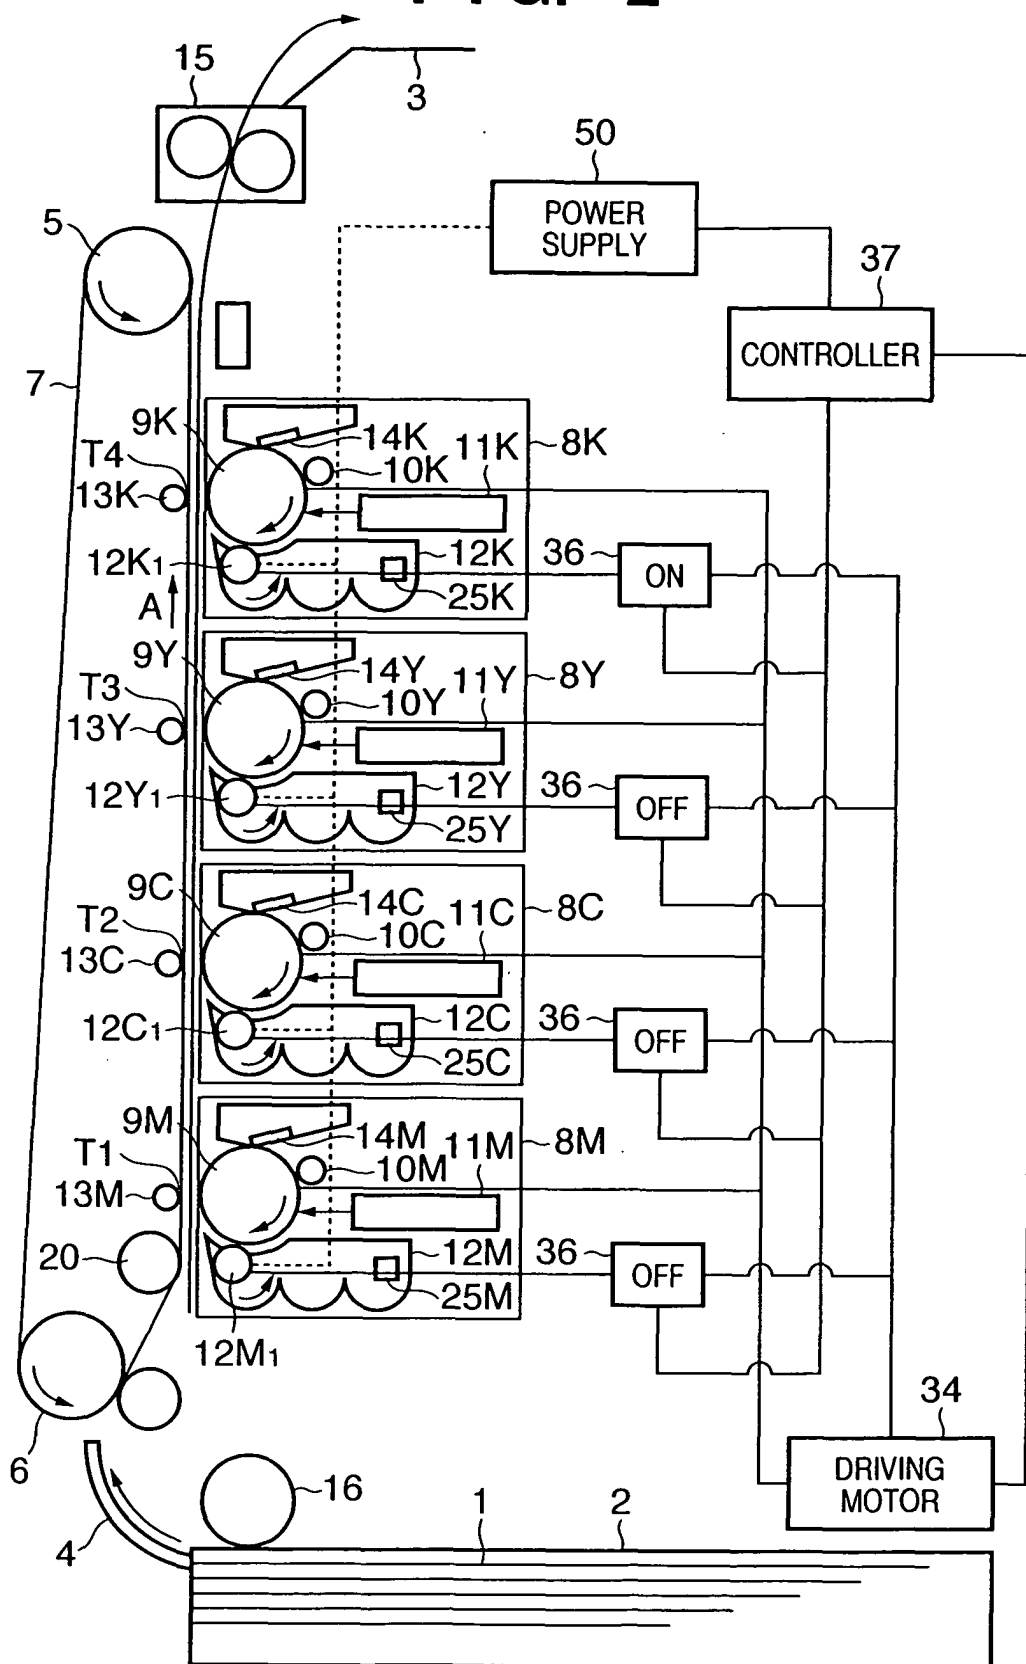 15
3
50
POWER
SUPPLY
5
37
CONTROLLER
7
9K
14K
11K
8K
T4
10K
13K
12K1
12K
36
ON
25K
A
9Y
14Y
11Y
8Y
T3
10Y
13Y
12Y1
12Y
36
OFF
25Y
9C
14C
11C
8C
T2
10C
13C
12C1
12C
36
OFF
25C
9M
14M
11M
8M
T1
10M
13M
20
12M
36
OFF
25M
12M1
34
DRIVING
MOTOR
6
16
1
2
4